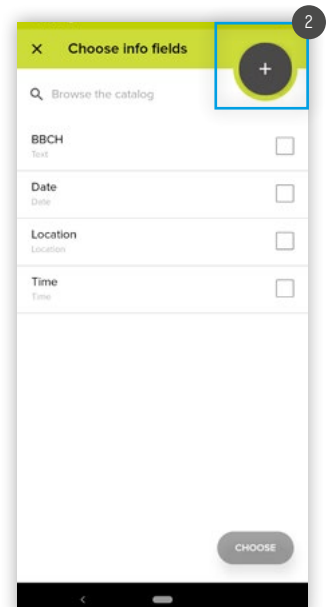 2
× Choose info fields
+
Browse the catalog
BBCH
Text
Date
Date
Location
Location
Time
Time
CHOOSE